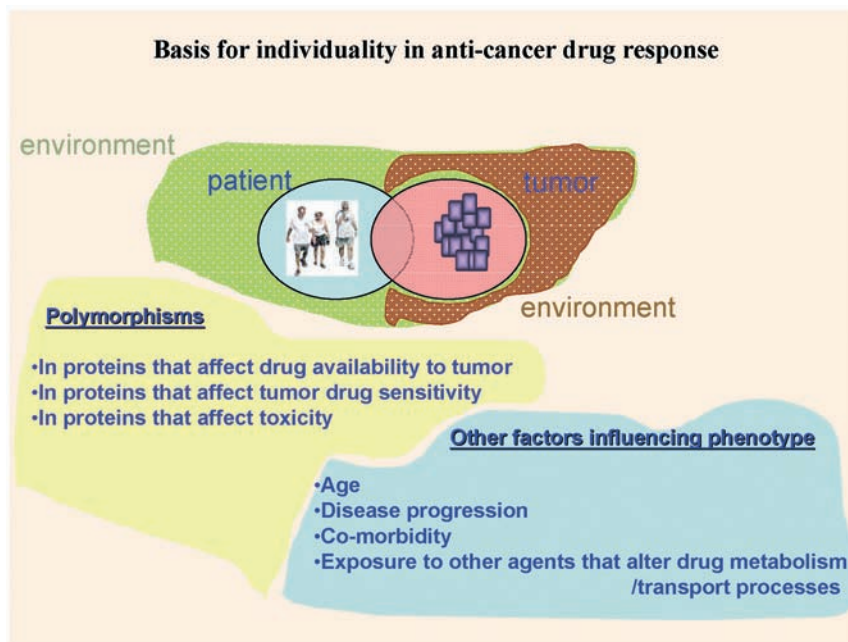 Basis for individuality in anti-cancer drug response
environment
patient
tumor
environment
Polymorphisms
•In proteins that affect drug availability to tumor
•In proteins that affect tumor drug sensitivity
•In proteins that affect toxicity
Other factors influencing phenotype
•Age
•Disease progression
•Co-morbidity
•Exposure to other agents that alter drug metabolism
/transport processes